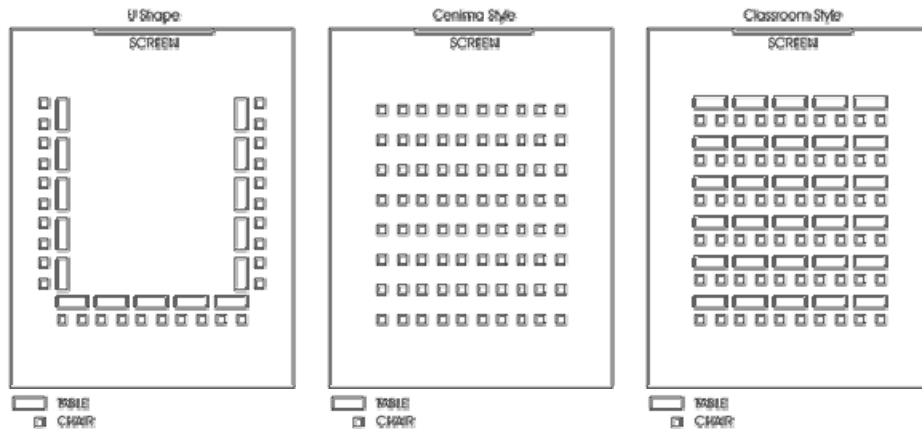 U Shape
SCREEN
TABLE
CHAIR
Cenima Style
SCREEN
TABLE
CHAIR
Classroom Style
SCREEN
TABLE
CHAIR